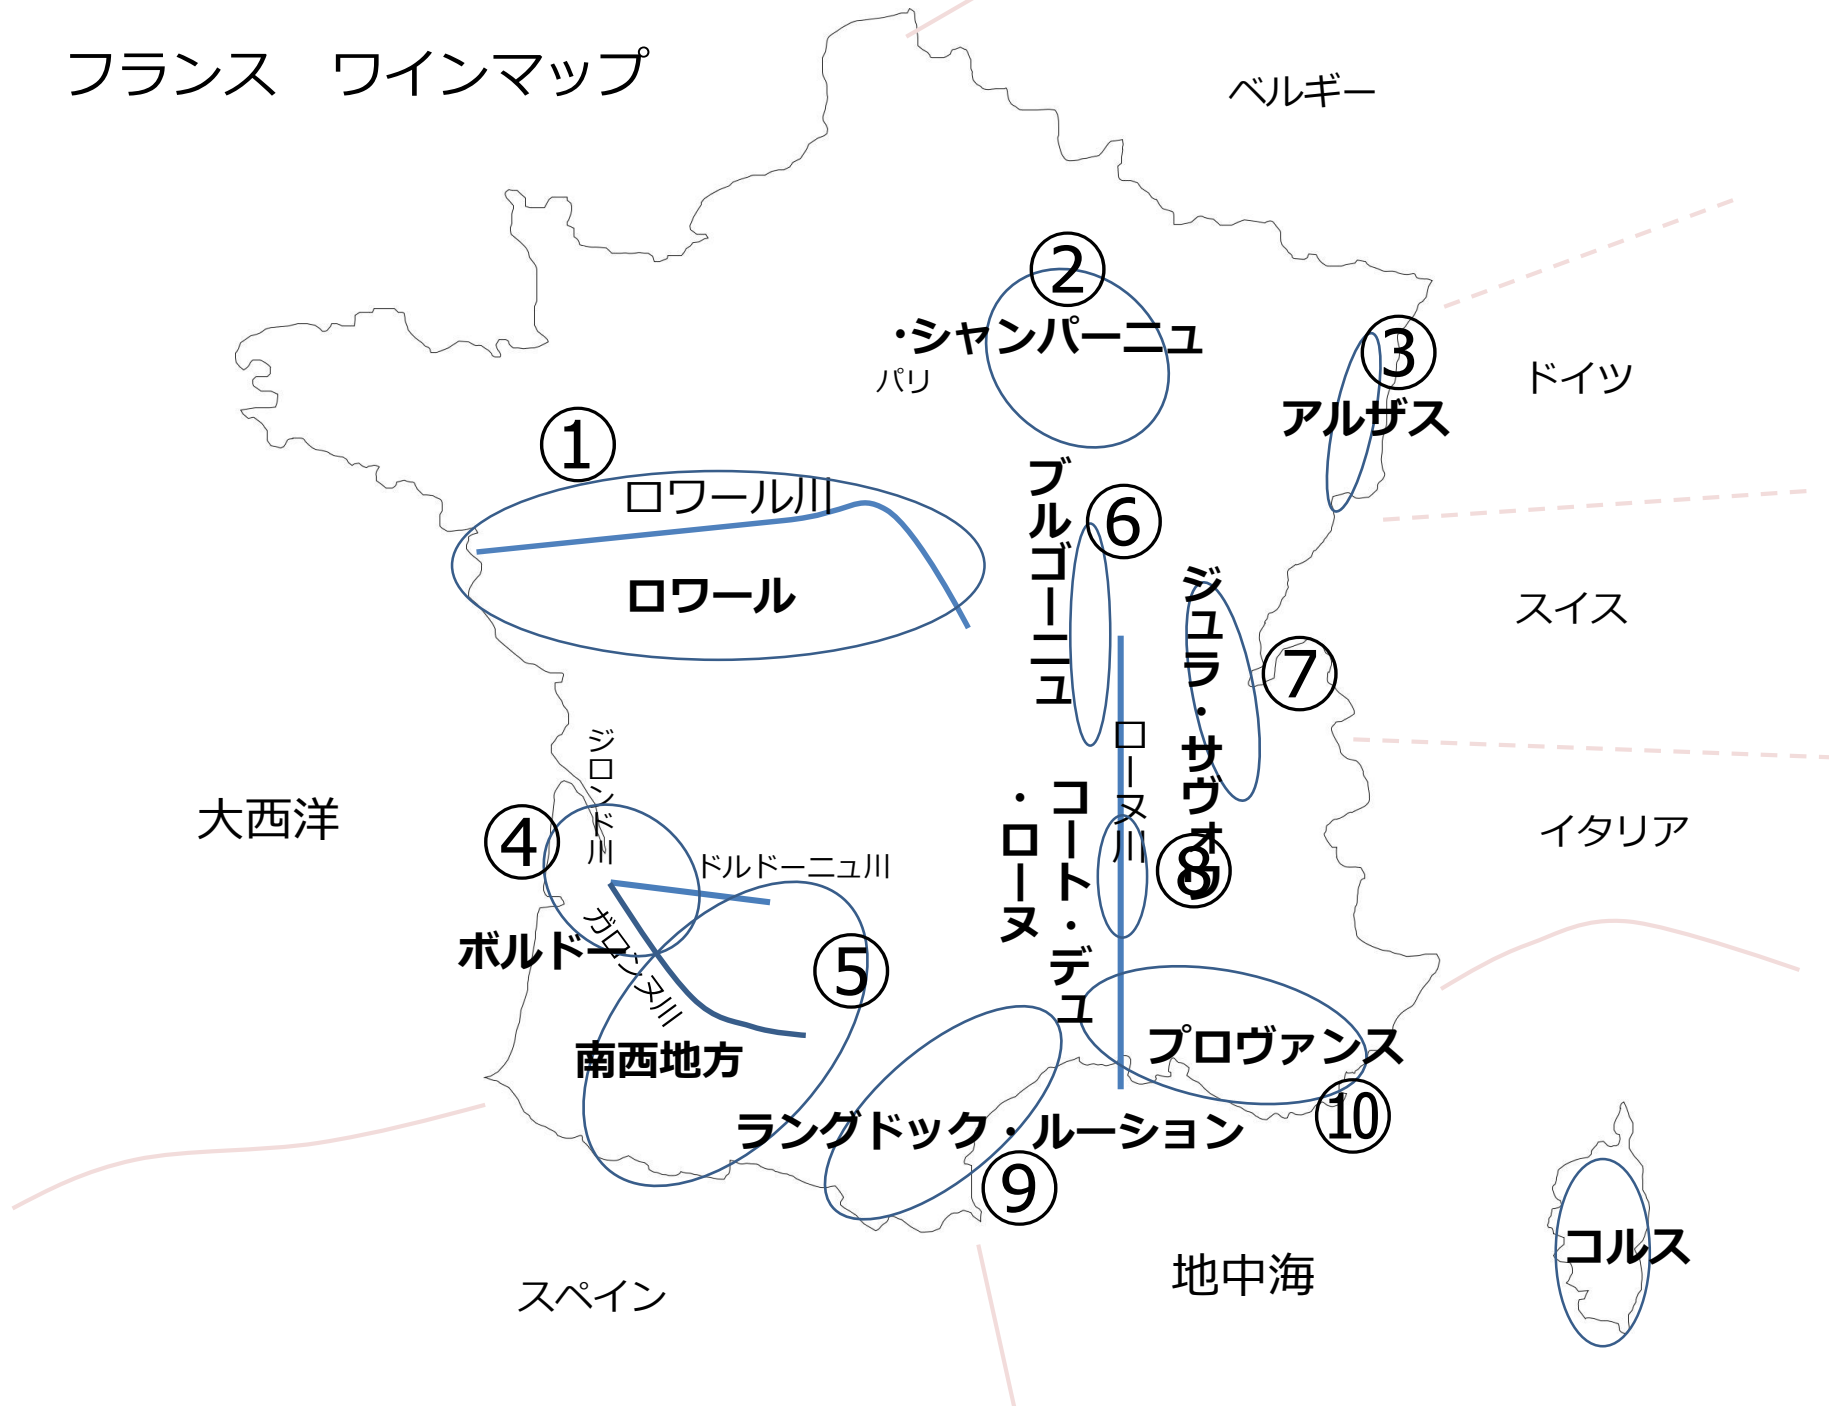 フランス　ワインマップ
ベルギー
②
・シャンパーニュ
パリ
③
アルザス
ドイツ
①
ロワール川
ロワール
ブルゴーニュ
⑥
ジュラ・サヴォワ
⑦
スイス
ローヌ川
コート・デュ
・ローヌ
⑧
大西洋
ジロンド川
④
ドルドーニュ川
ボルドー
ガロンヌ川
⑤
南西地方
イタリア
プロヴァンス
⑩
ラングドック・ルーション
⑨
コルス
スペイン
地中海